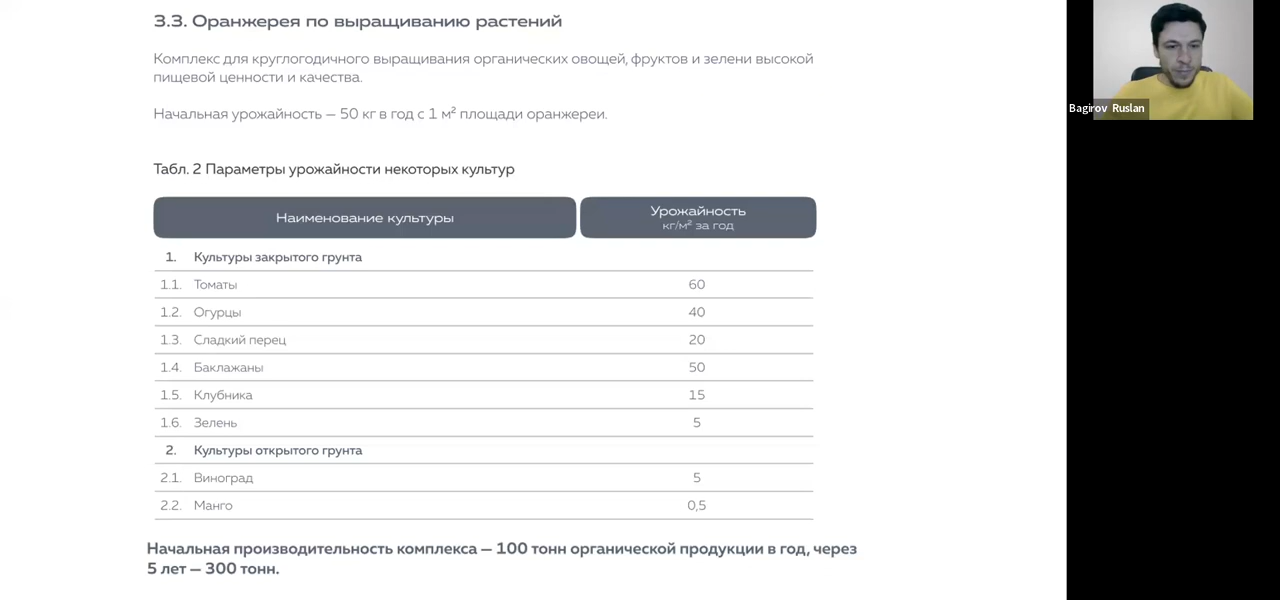 3.3. Оранжерея по выращиванию растений
Комплекс для круглогодичного выращивания органических овощей, фруктов и зелени высокой
пищевой ценности и качества.
Начальная урожайность — 50 кг в год с 1 м² площади оранжереи.
Табл. 2 Параметры урожайности некоторых культур
Наименование культуры
Урожайность
кг/м² за год
1. Культуры закрытого грунта
1.1. Томаты 60
1.2. Огурцы 40
1.3. Сладкий перец 20
1.4. Баклажаны 50
1.5. Клубника 15
1.6. Зелень 5
2. Культуры открытого грунта
2.1. Виноград 5
2.2. Манго 0,5
Начальная производительность комплекса — 100 тонн органической продукции в год, через
5 лет — 300 тонн.
Bagirov Ruslan